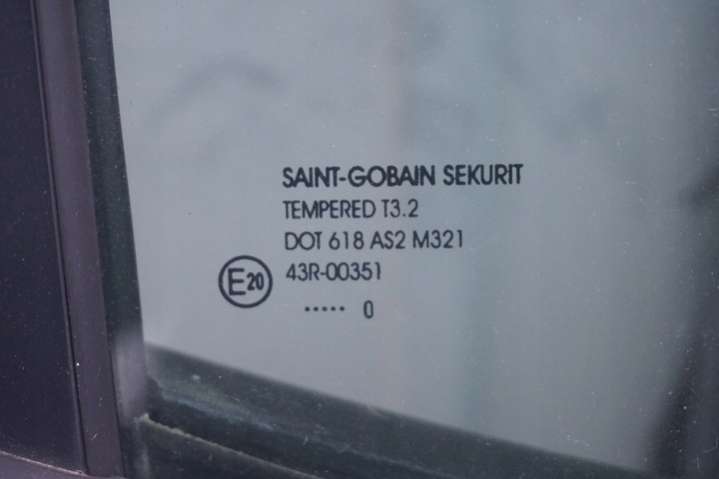 SAINT-GOBAIN SEKURIT
TEMPERED T3.2
DOT 618 AS2 M321
E20 43R-00351
..... 0